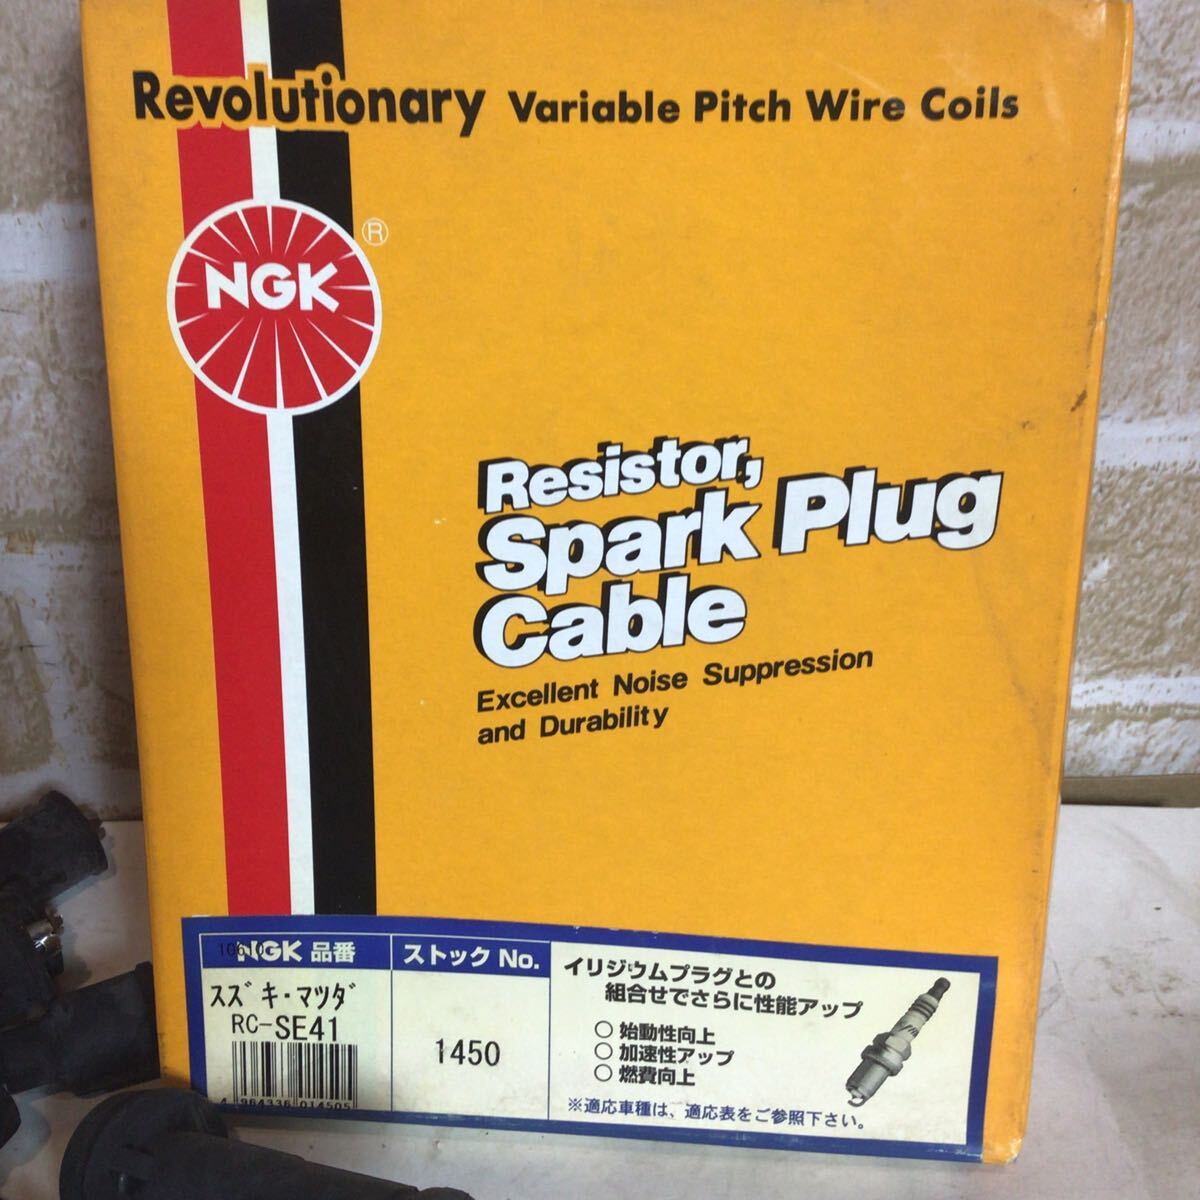 Revolutionary Variable Pitch Wire Coils
NGK
®
Resistor,
Spark Plug
Cable
Excellent Noise Suppression
and Durability
NGK 品番
ストック No.
スズキ・マツダ
RC-SE41
1450
4 964336 014505
イリジウムプラグとの
組合せでさらに性能アップ
○ 始動性向上
○ 加速性アップ
○ 燃費向上
※適応車種は、適応表をご参照下さい。